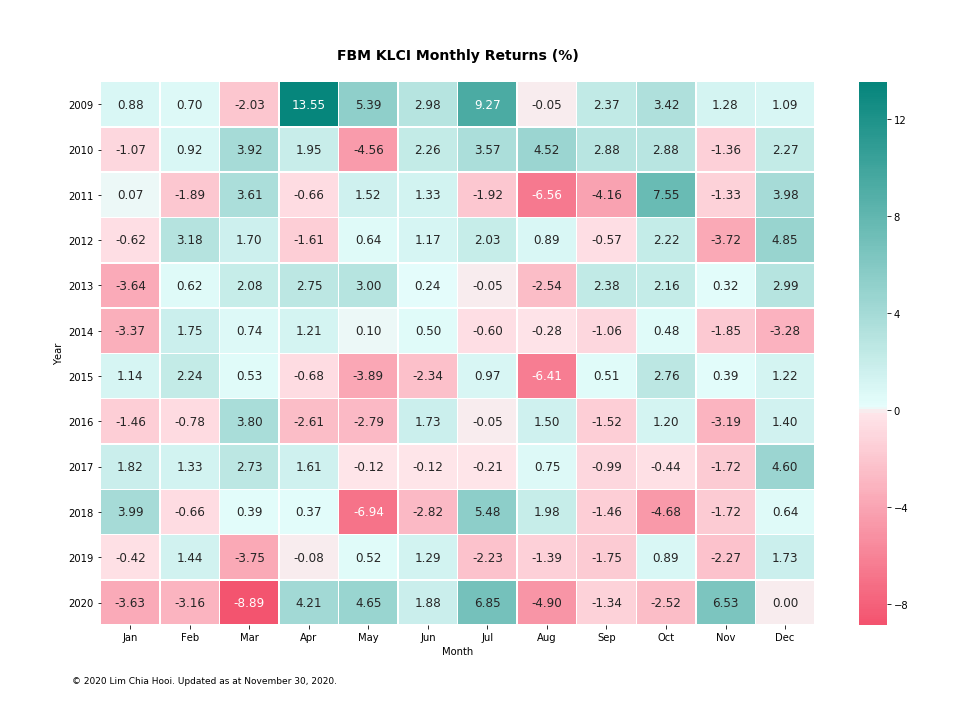 FBM KLCI Monthly Returns (%)
2009 0.88 0.70 -2.03 13.55 5.39 2.98 9.27 -0.05 2.37 3.42 1.28 1.09
12
2010 -1.07 0.92 3.92 1.95 -4.56 2.26 3.57 4.52 2.88 2.88 -1.36 2.27
2011 0.07 -1.89 3.61 -0.66 1.52 1.33 -1.92 -6.56 -4.16 7.55 -1.33 3.98
8
2012 -0.62 3.18 1.70 -1.61 0.64 1.17 2.03 0.89 -0.57 2.22 -3.72 4.85
2013 -3.64 0.62 2.08 2.75 3.00 0.24 -0.05 -2.54 2.38 2.16 0.32 2.99
4
2014 -3.37 1.75 0.74 1.21 0.10 0.50 -0.60 -0.28 -1.06 0.48 -1.85 -3.28
Year
2015 1.14 2.24 0.53 -0.68 -3.89 -2.34 0.97 -6.41 0.51 2.76 0.39 1.22
0
2016 -1.46 -0.78 3.80 -2.61 -2.79 1.73 -0.05 1.50 -1.52 1.20 -3.19 1.40
2017 1.82 1.33 2.73 1.61 -0.12 -0.12 -0.21 0.75 -0.99 -0.44 -1.72 4.60
−4
2018 3.99 -0.66 0.39 0.37 -6.94 -2.82 5.48 1.98 -1.46 -4.68 -1.72 0.64
2019 -0.42 1.44 -3.75 -0.08 0.52 1.29 -2.23 -1.39 -1.75 0.89 -2.27 1.73
2020 -3.63 -3.16 -8.89 4.21 4.65 1.88 6.85 -4.90 -1.34 -2.52 6.53 0.00
−8
Jan Feb Mar Apr May Jun Jul Aug Sep Oct Nov Dec
Month
© 2020 Lim Chia Hooi. Updated as at November 30, 2020.